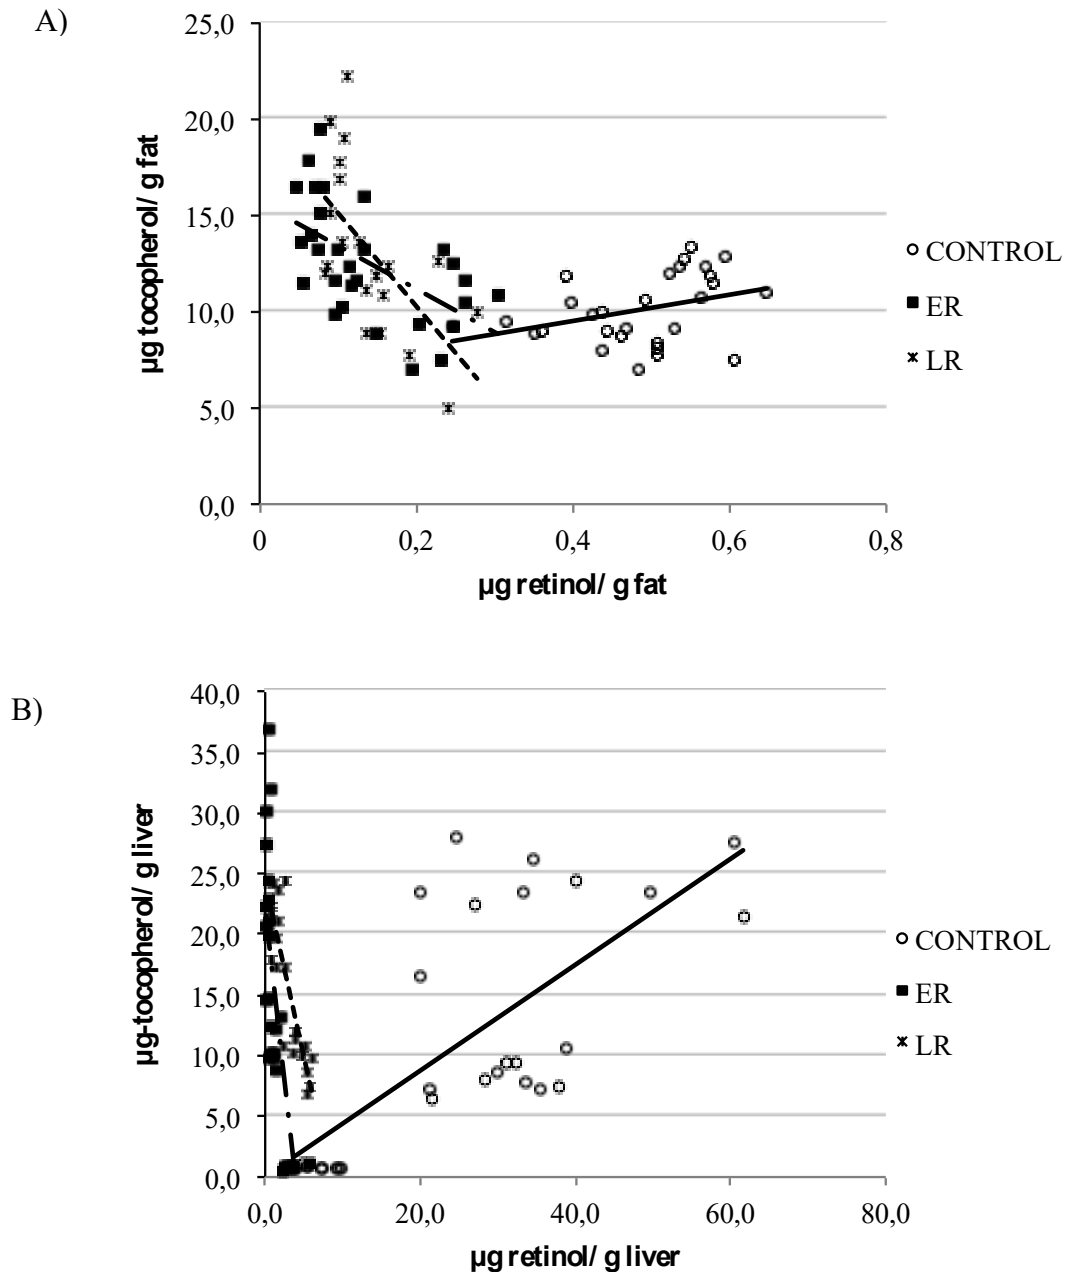 A)
25,0
20,0
15,0
10,0
5,0
0,0
µg tocopherol/ g fat
0
0,2
0,4
0,6
0,8
µg retinol/ g fat
CONTROL
ER
LR
B)
40,0
35,0
30,0
25,0
20,0
15,0
10,0
5,0
0,0
µg-tocopherol/ g liver
0,0
20,0
40,0
60,0
80,0
µg retinol/ g liver
CONTROL
ER
LR